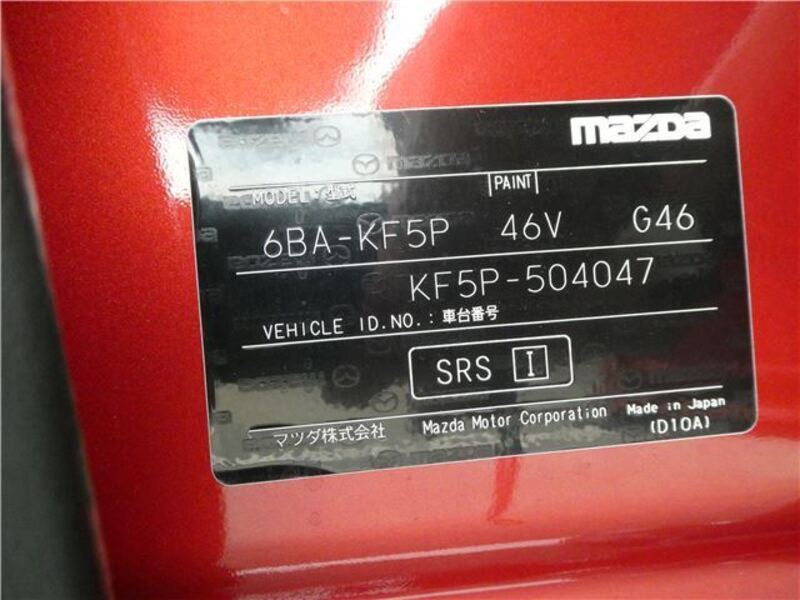 mazda
MODEL:型式 PAINT
6BA-KF5P 46V G46
KF5P-504047
VEHICLE ID.NO.:車台番号
SRS I
マツダ株式会社 Mazda Motor Corporation Made in Japan
(D10A)